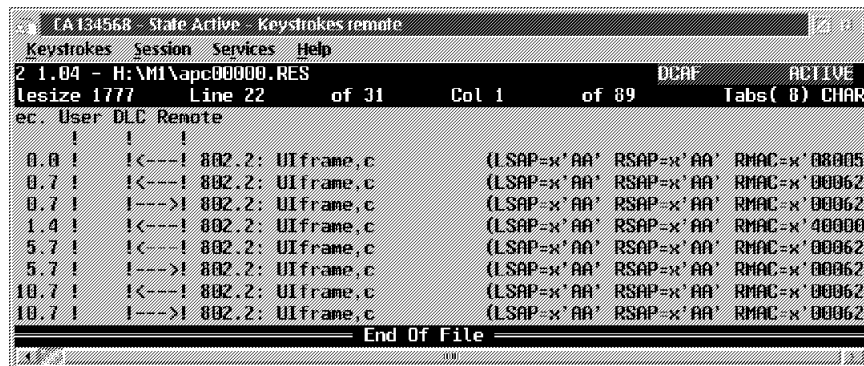 CA134568 - State Active - Keystrokes remote
Keystrokes Session Services Help
2 1.04 - H:\M1\apc00000.RES DCAF ACTIVE
lesize 1777 Line 22 of 31 Col 1 of 89 Tabs( 8) CHAR
ec. User DLC Remote
! ! !
0.0 ! !<---! 802.2: UIframe,c (LSAP=x'AA' RSAP=x'AA' RMAC=x'08005
0.7 ! !<---! 802.2: UIframe,c (LSAP=x'AA' RSAP=x'AA' RMAC=x'00062
0.7 ! !--->! 802.2: UIframe,c (LSAP=x'AA' RSAP=x'AA' RMAC=x'00062
1.4 ! !<---! 802.2: UIframe,c (LSAP=x'AA' RSAP=x'AA' RMAC=x'40000
5.7 ! !<---! 802.2: UIframe,c (LSAP=x'AA' RSAP=x'AA' RMAC=x'00062
5.7 ! !--->! 802.2: UIframe,c (LSAP=x'AA' RSAP=x'AA' RMAC=x'00062
10.7 ! !<---! 802.2: UIframe,c (LSAP=x'AA' RSAP=x'AA' RMAC=x'00062
10.7 ! !--->! 802.2: UIframe,c (LSAP=x'AA' RSAP=x'AA' RMAC=x'00062
End Of File